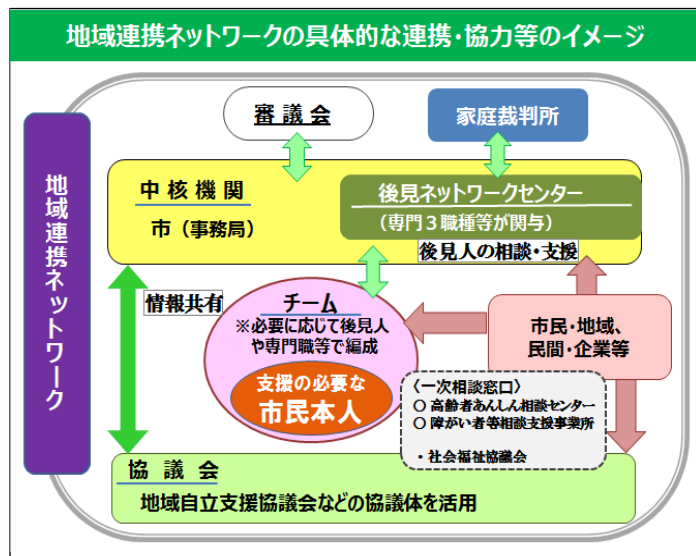 地域連携ネットワークの具体的な連携・協力等のイメージ
審議会
家庭裁判所
地域連携ネットワーク
中核機関
市（事務局）
後見ネットワークセンター
（専門３職種等が関与）
後見人の相談・支援
情報共有
チーム
※必要に応じて後見人
や専門職等で編成
支援の必要な
市民本人
市民・地域、
民間・企業等
〈一次相談窓口〉
○ 高齢者あんしん相談センター
○ 障がい者等相談支援事業所
・社会福祉協議会
協議会
地域自立支援協議会などの協議体を活用